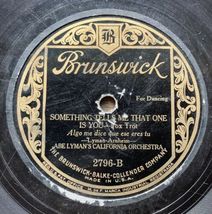 B
Brunswick
For Dancing
SOMETHING TELLS ME THAT ONE
IS YOU-Fox Trot
Algo me dice que ese eres tu
-Lyman-Arnheim-
ABE LYMAN'S CALIFORNIA ORCHESTRA
2796-B
THE BRUNSWICK-BALKE-COLLENDER COMPANY
MADE IN U.S.A.